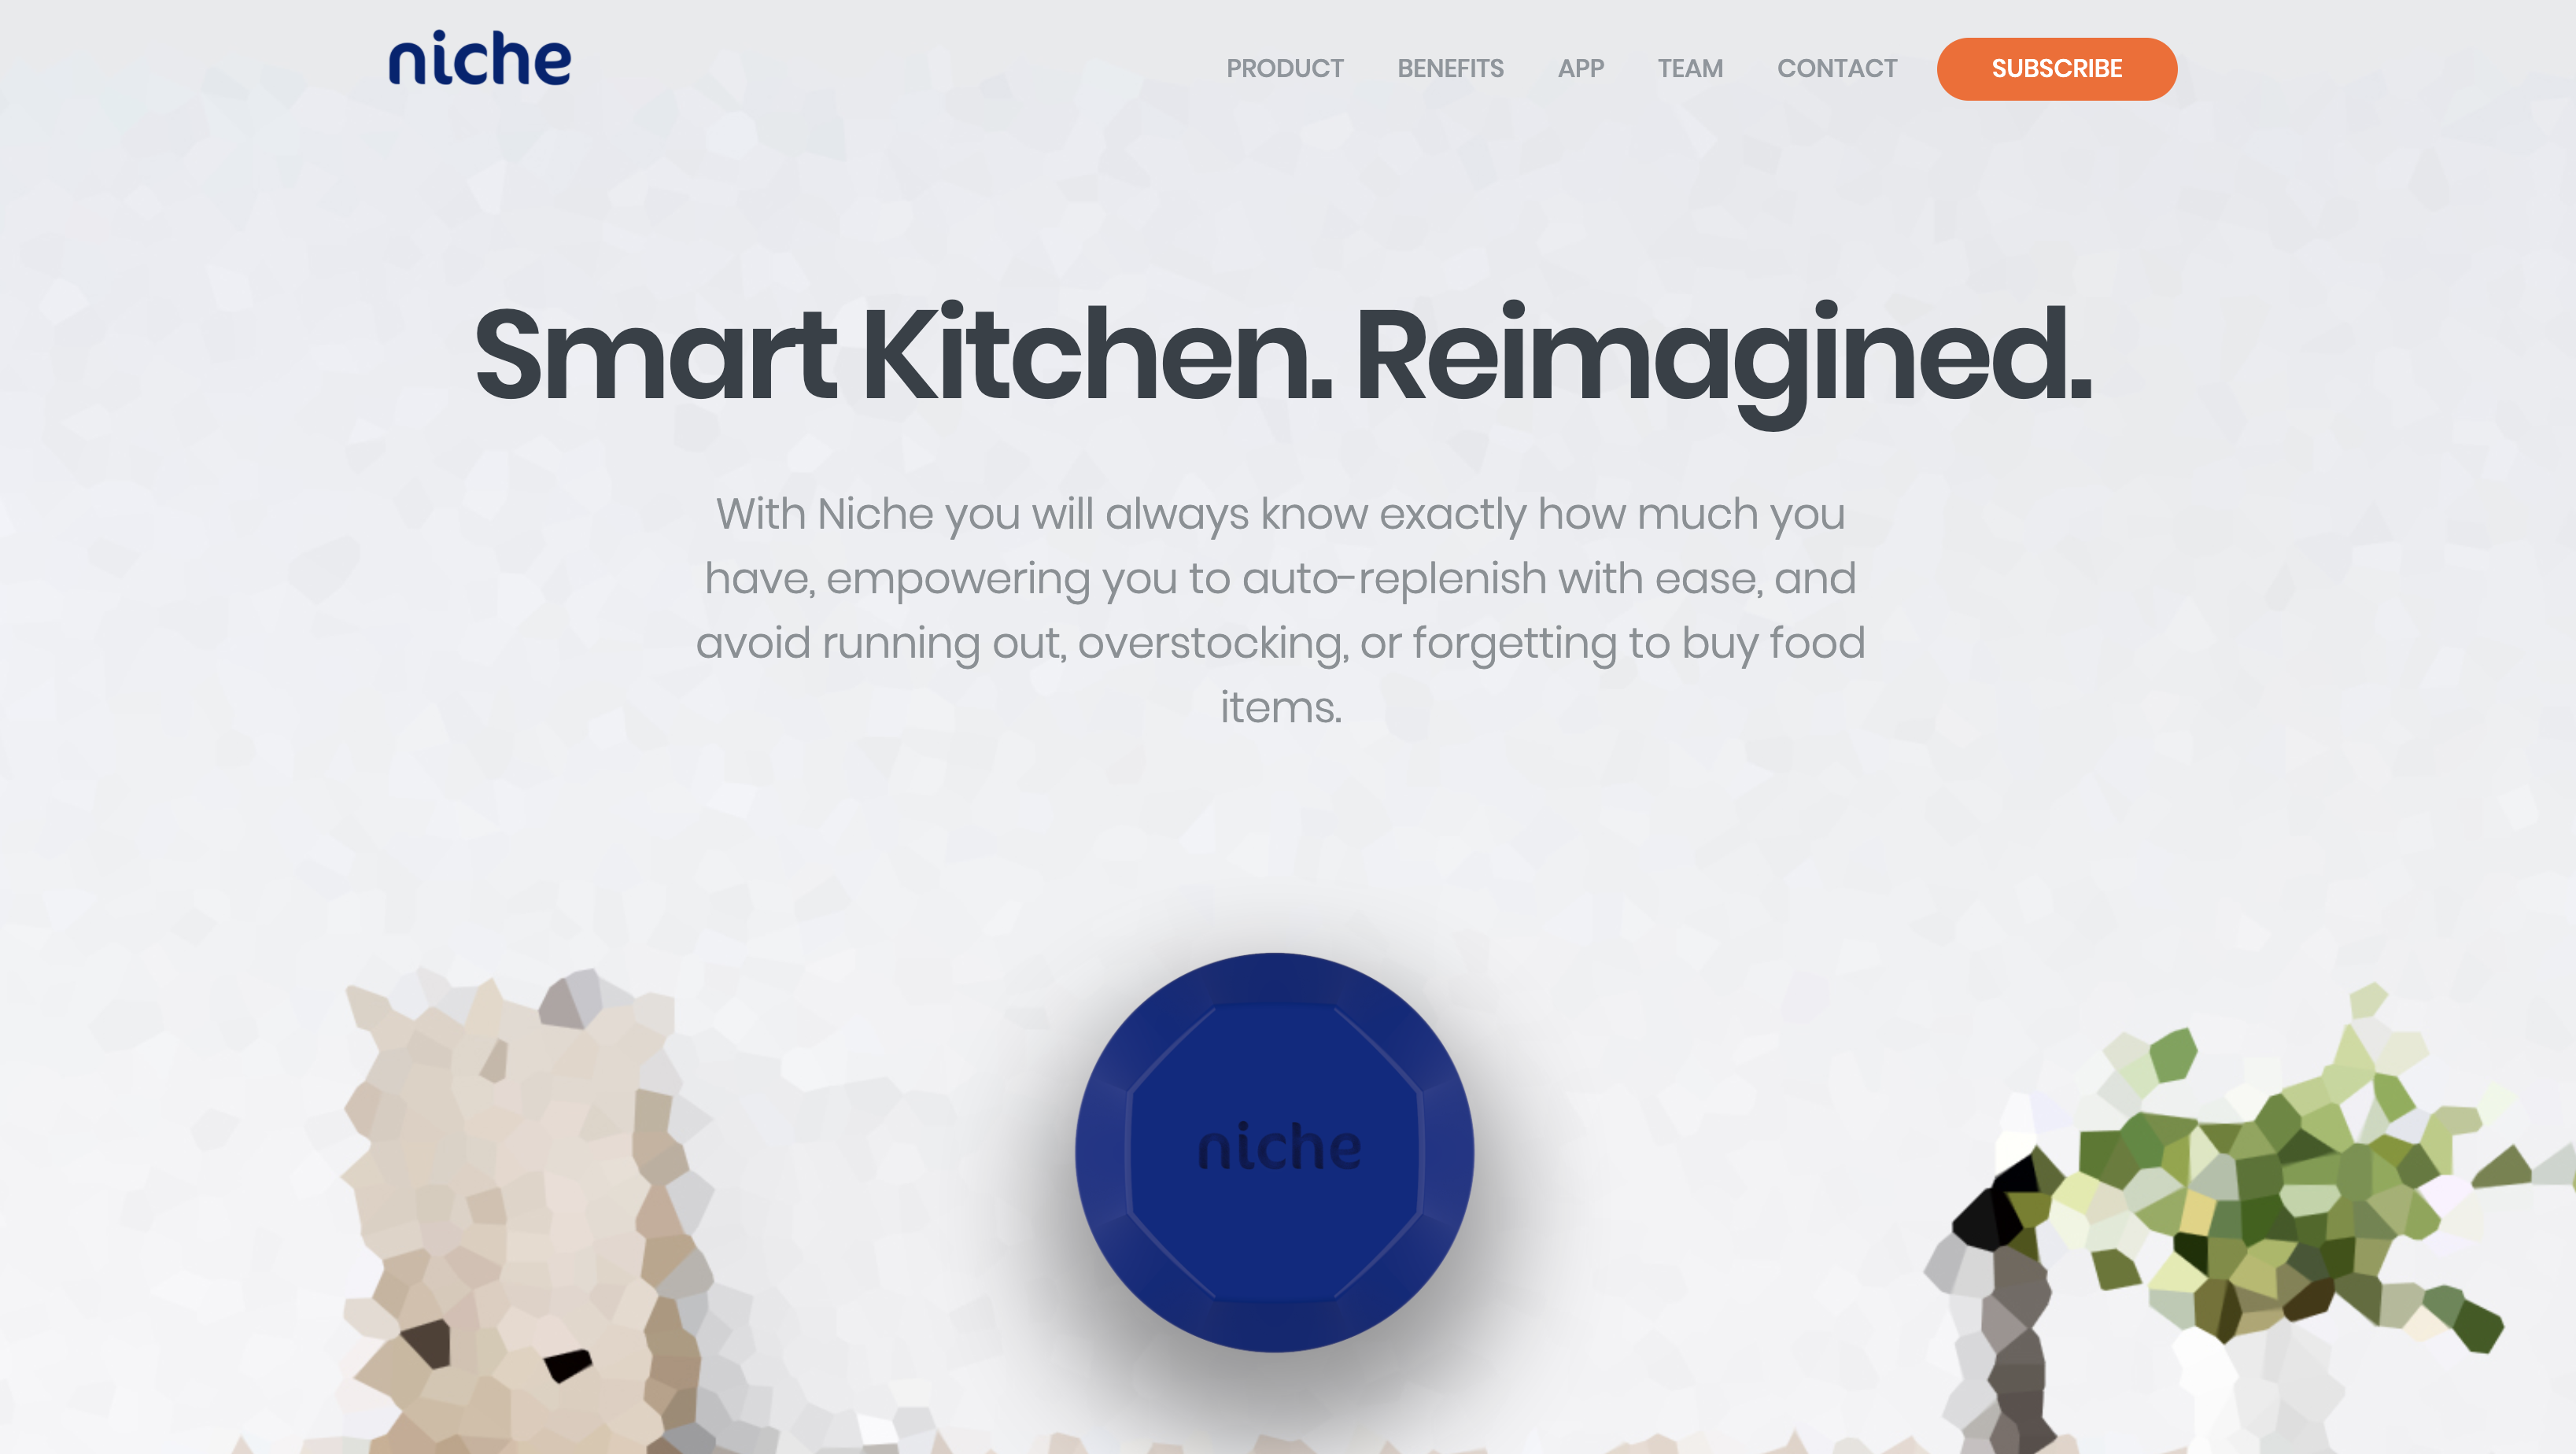 niche
PRODUCT BENEFITS APP TEAM CONTACT SUBSCRIBE
Smart Kitchen. Reimagined.
With Niche you will always know exactly how much you
have, empowering you to auto-replenish with ease, and
avoid running out, overstocking, or forgetting to buy food
items.
niche